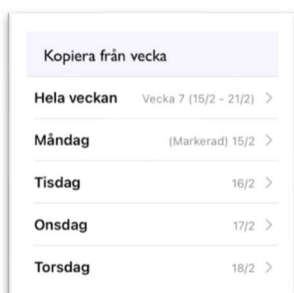 Kopiera från vecka
Hela veckan Vecka 7 (15/2 - 21/2)
Måndag (Markerad) 15/2
Tisdag 16/2
Onsdag 17/2
Torsdag 18/2